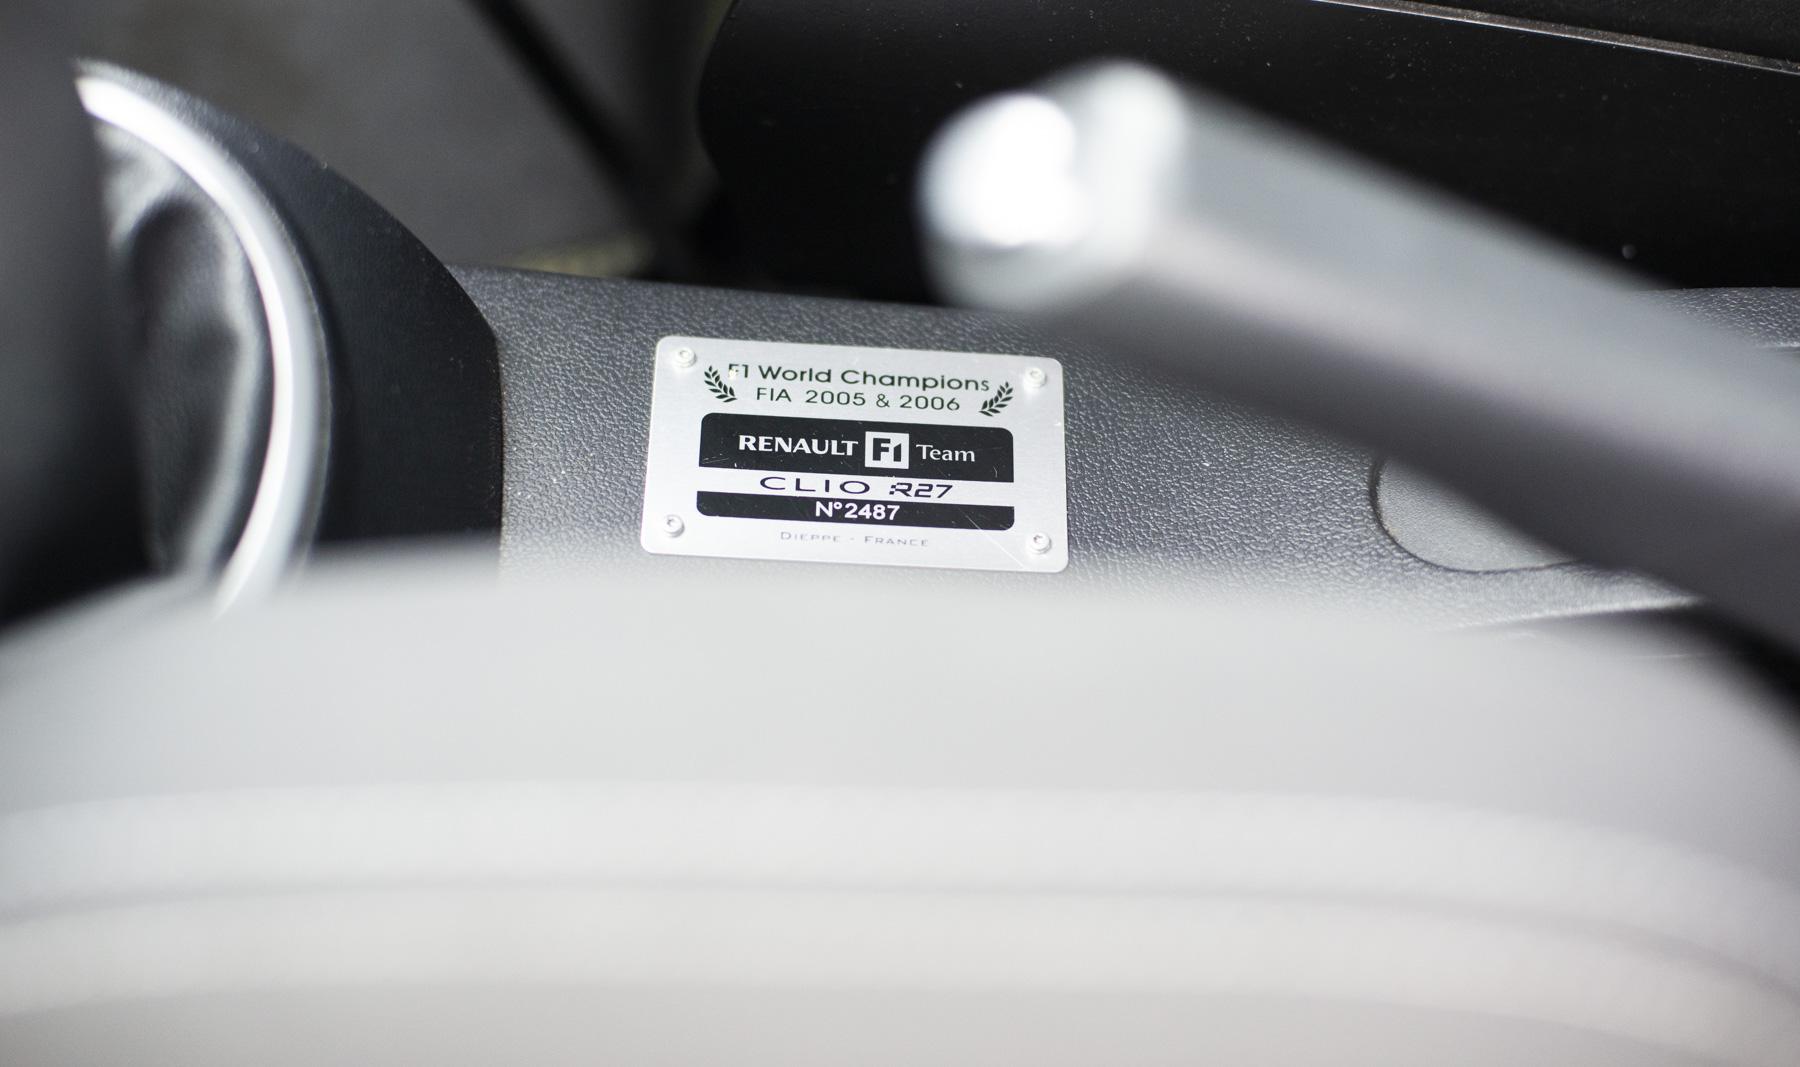 F1 World Champions
FIA 2005 & 2006
RENAULT F1 Team
CLIO R27
N°2487
DIEPPE - FRANCE